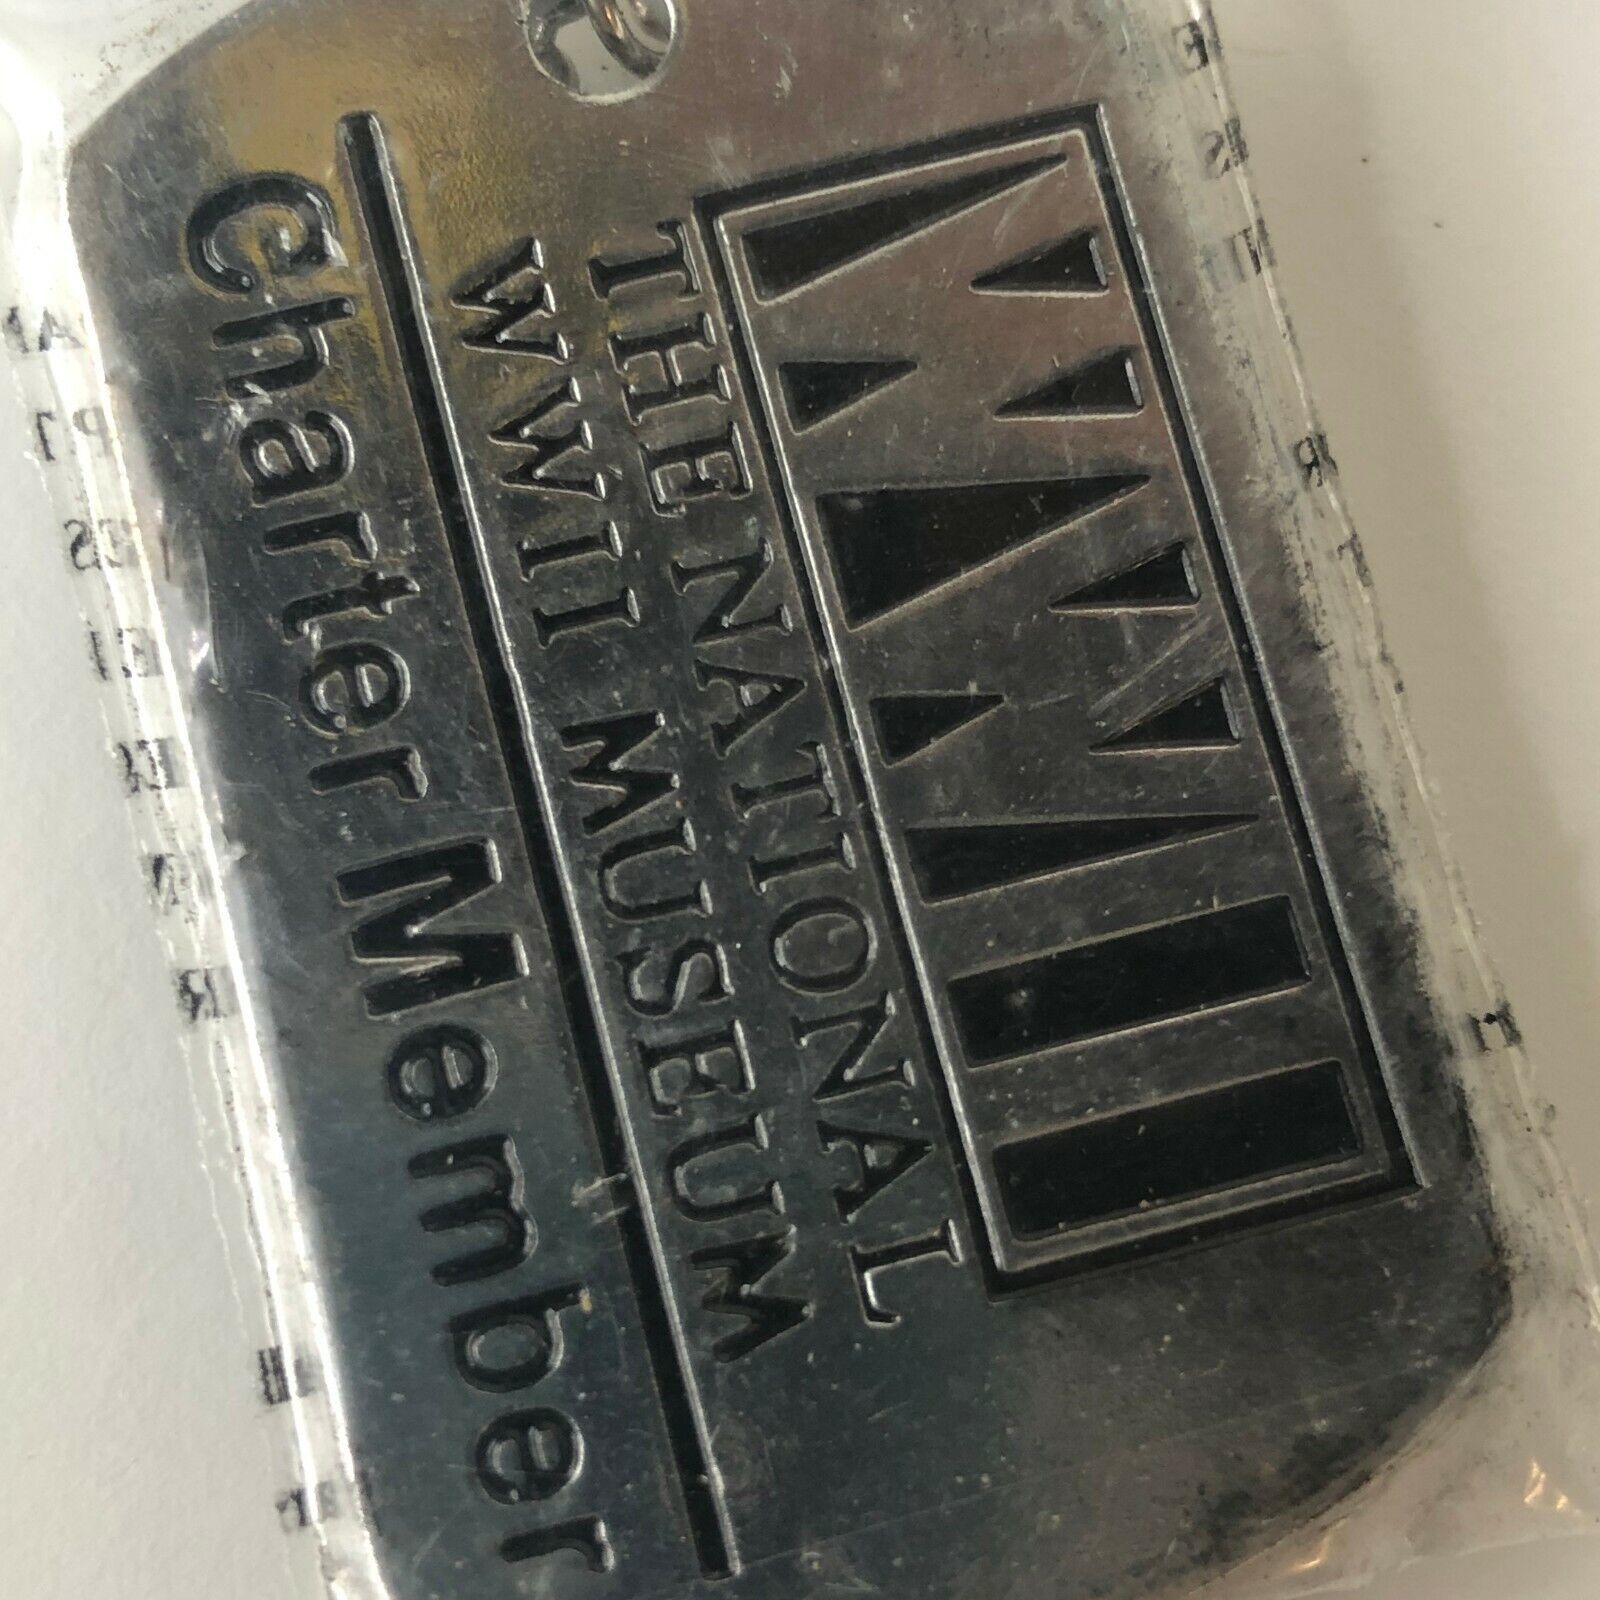 WWII
THE NATIONAL
WWII MUSEUM
Charter Member